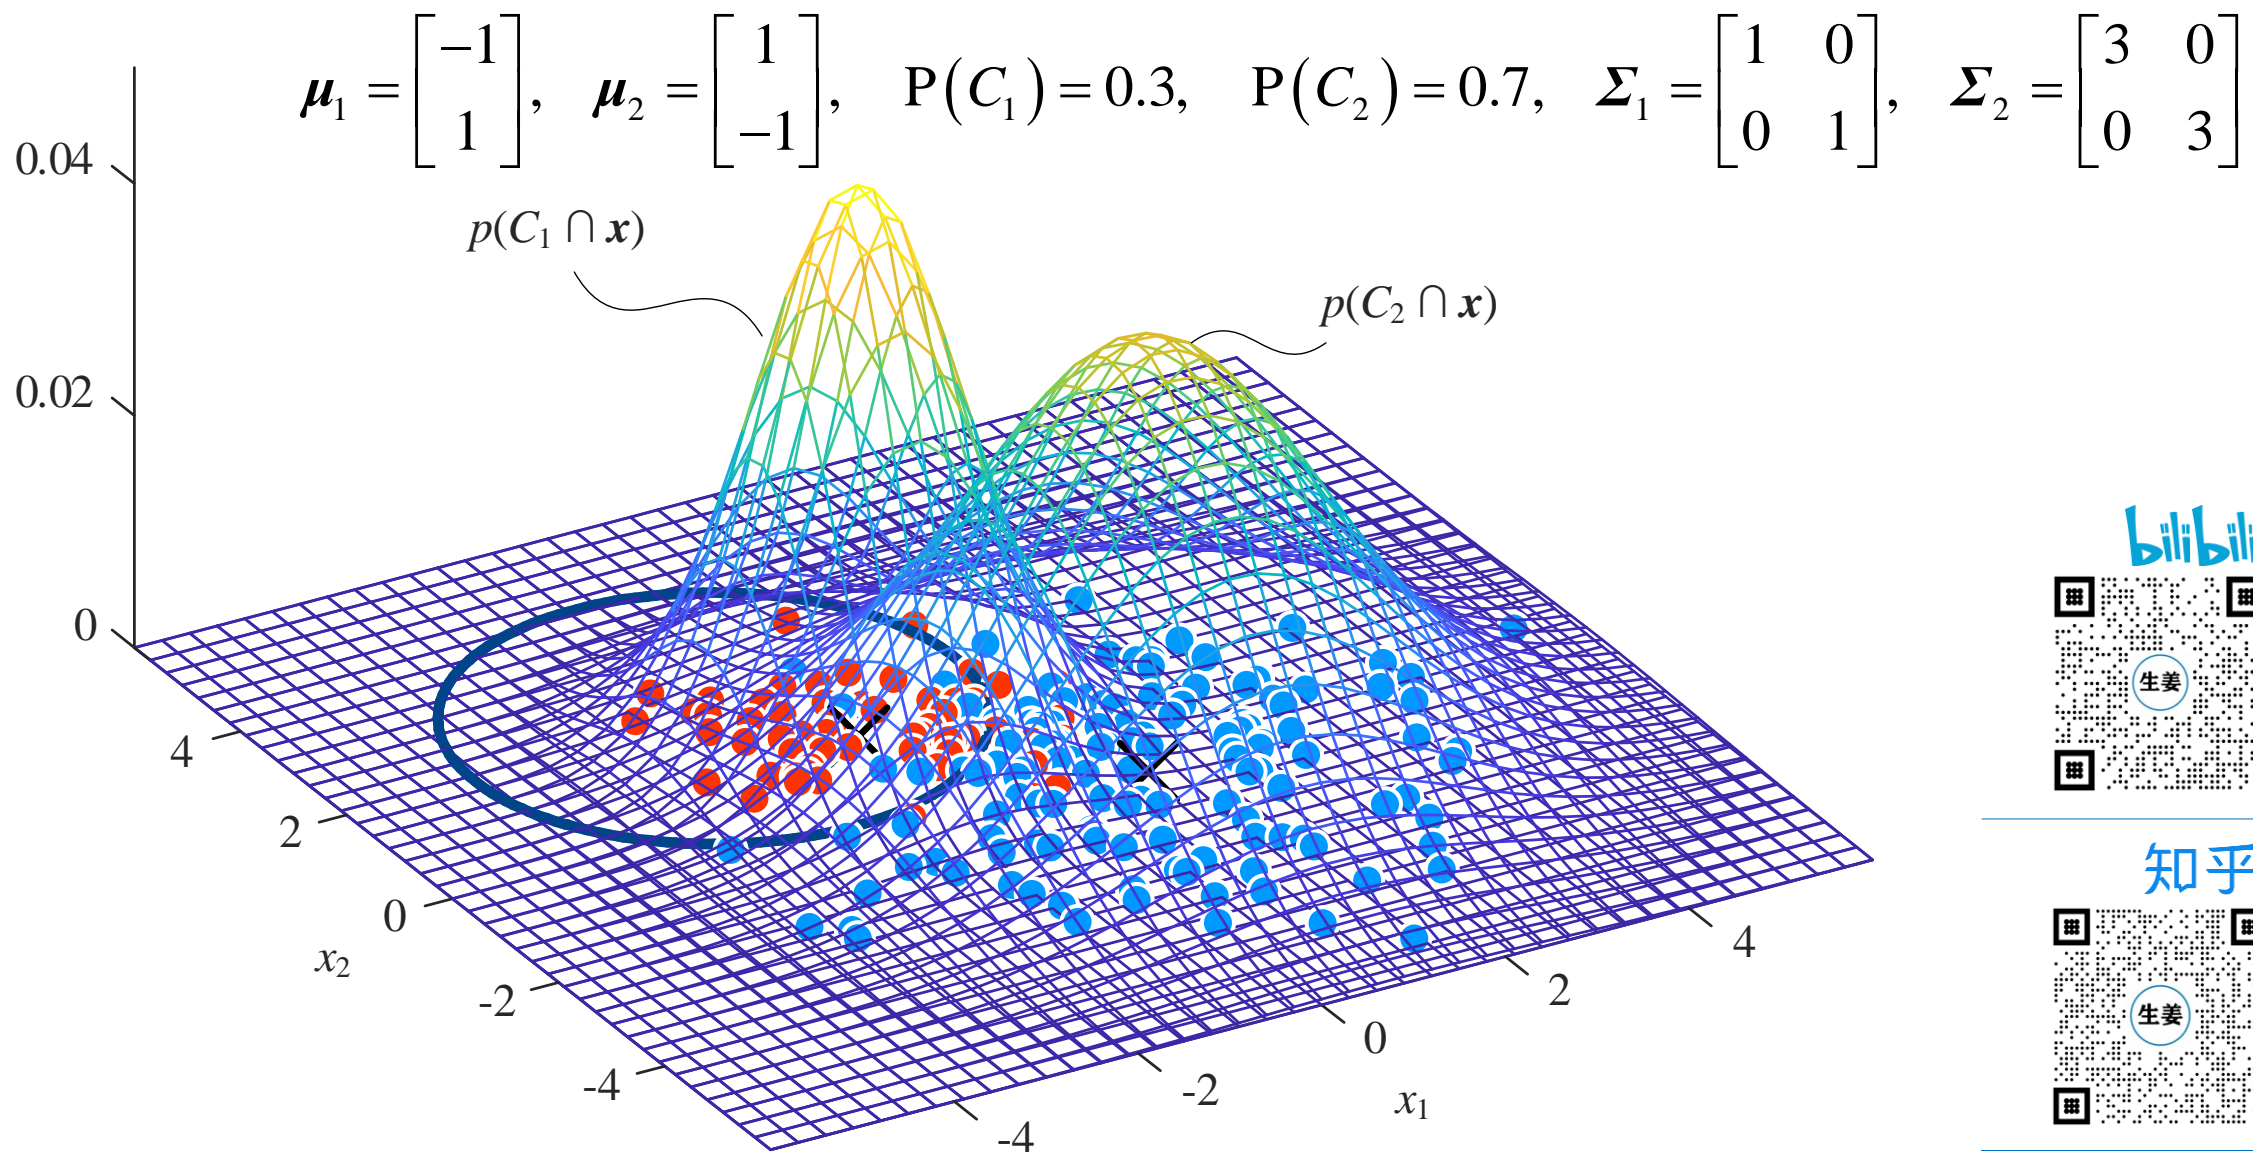 μ₁ = [−1; 1], μ₂ = [1; −1], P(C₁) = 0.3, P(C₂) = 0.7, Σ₁ = [1 0; 0 1], Σ₂ = [3 0; 0 3]
p(C₁ ∩ x)
p(C₂ ∩ x)
0.04
0.02
0
4
2
0
-2
-4
x₂
-4
-2
0
2
4
x₁
bilibili
生姜
知乎
生姜